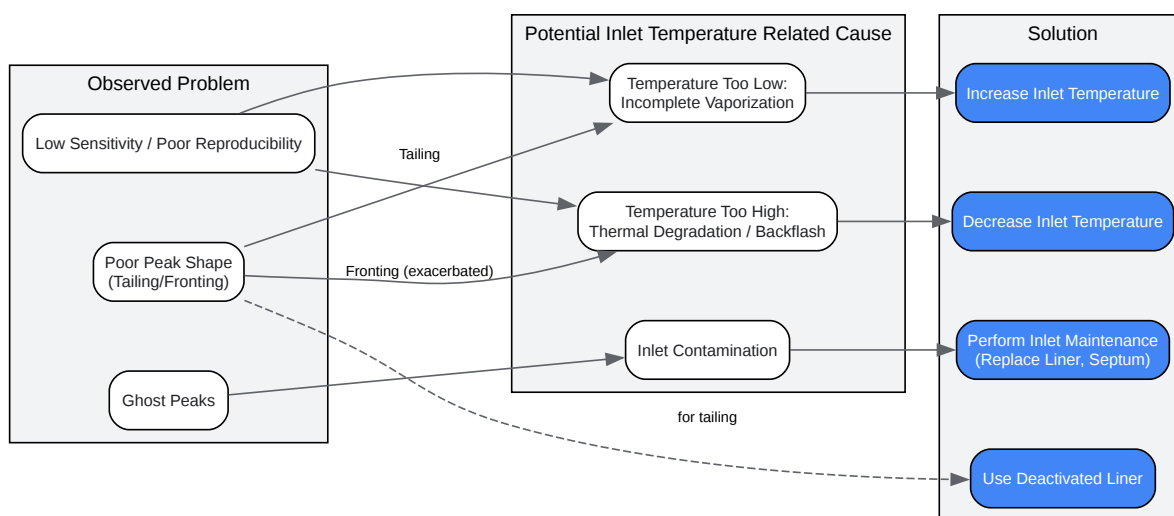 Observed Problem
Low Sensitivity / Poor Reproducibility
Poor Peak Shape
(Tailing/Fronting)
Ghost Peaks
Tailing
Fronting (exacerbated)
for tailing
Potential Inlet Temperature Related Cause
Temperature Too Low:
Incomplete Vaporization
Temperature Too High:
Thermal Degradation / Backflash
Inlet Contamination
Solution
Increase Inlet Temperature
Decrease Inlet Temperature
Perform Inlet Maintenance
(Replace Liner, Septum)
Use Deactivated Liner